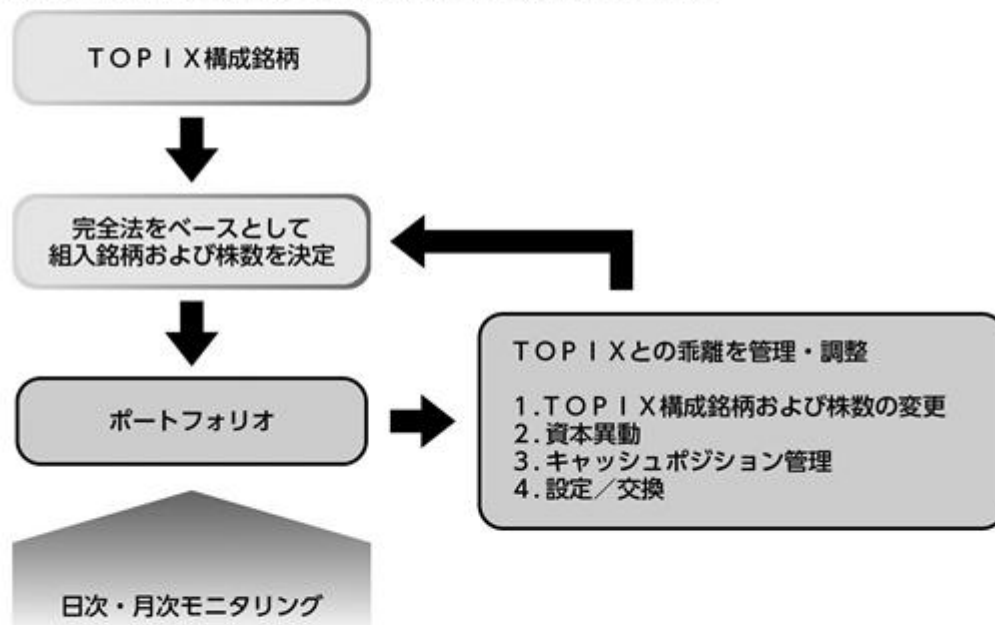 ＴＯＰＩＸ構成銘柄
完全法をベースとして
組入銘柄および株数を決定
ポートフォリオ
ＴＯＰＩＸとの乖離を管理・調整
１.ＴＯＰＩＸ構成銘柄および株数の変更
２.資本異動
３.キャッシュポジション管理
４.設定／交換
日次・月次モニタリング